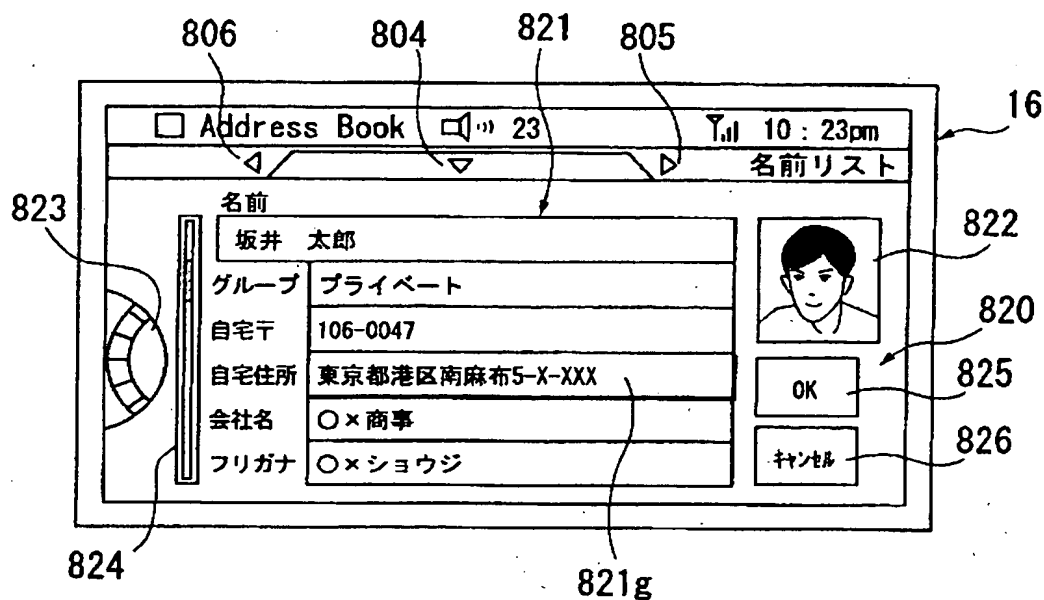 806 804 821 805
16
Address Book 23 10：23pm
名前リスト
823
名前
坂井 太郎
822
グループ プライベート
820
自宅〒 106-0047
自宅住所 東京都港区南麻布5-X-XXX
OK
825
会社名 ○×商事
826
フリガナ ○×ショウジ
キャンセル
824
821g